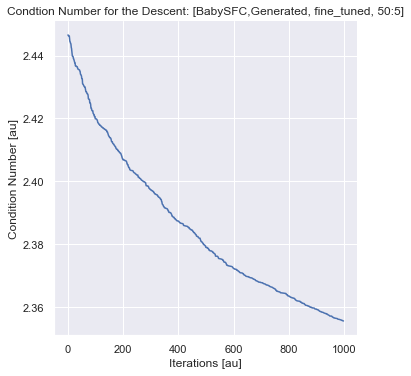 Condtion Number for the Descent: [BabySFC,Generated, fine_tuned, 50:5]
2.44
2.42
2.40
2.38
2.36
Condition Number [au]
0 200 400 600 800 1000
Iterations [au]